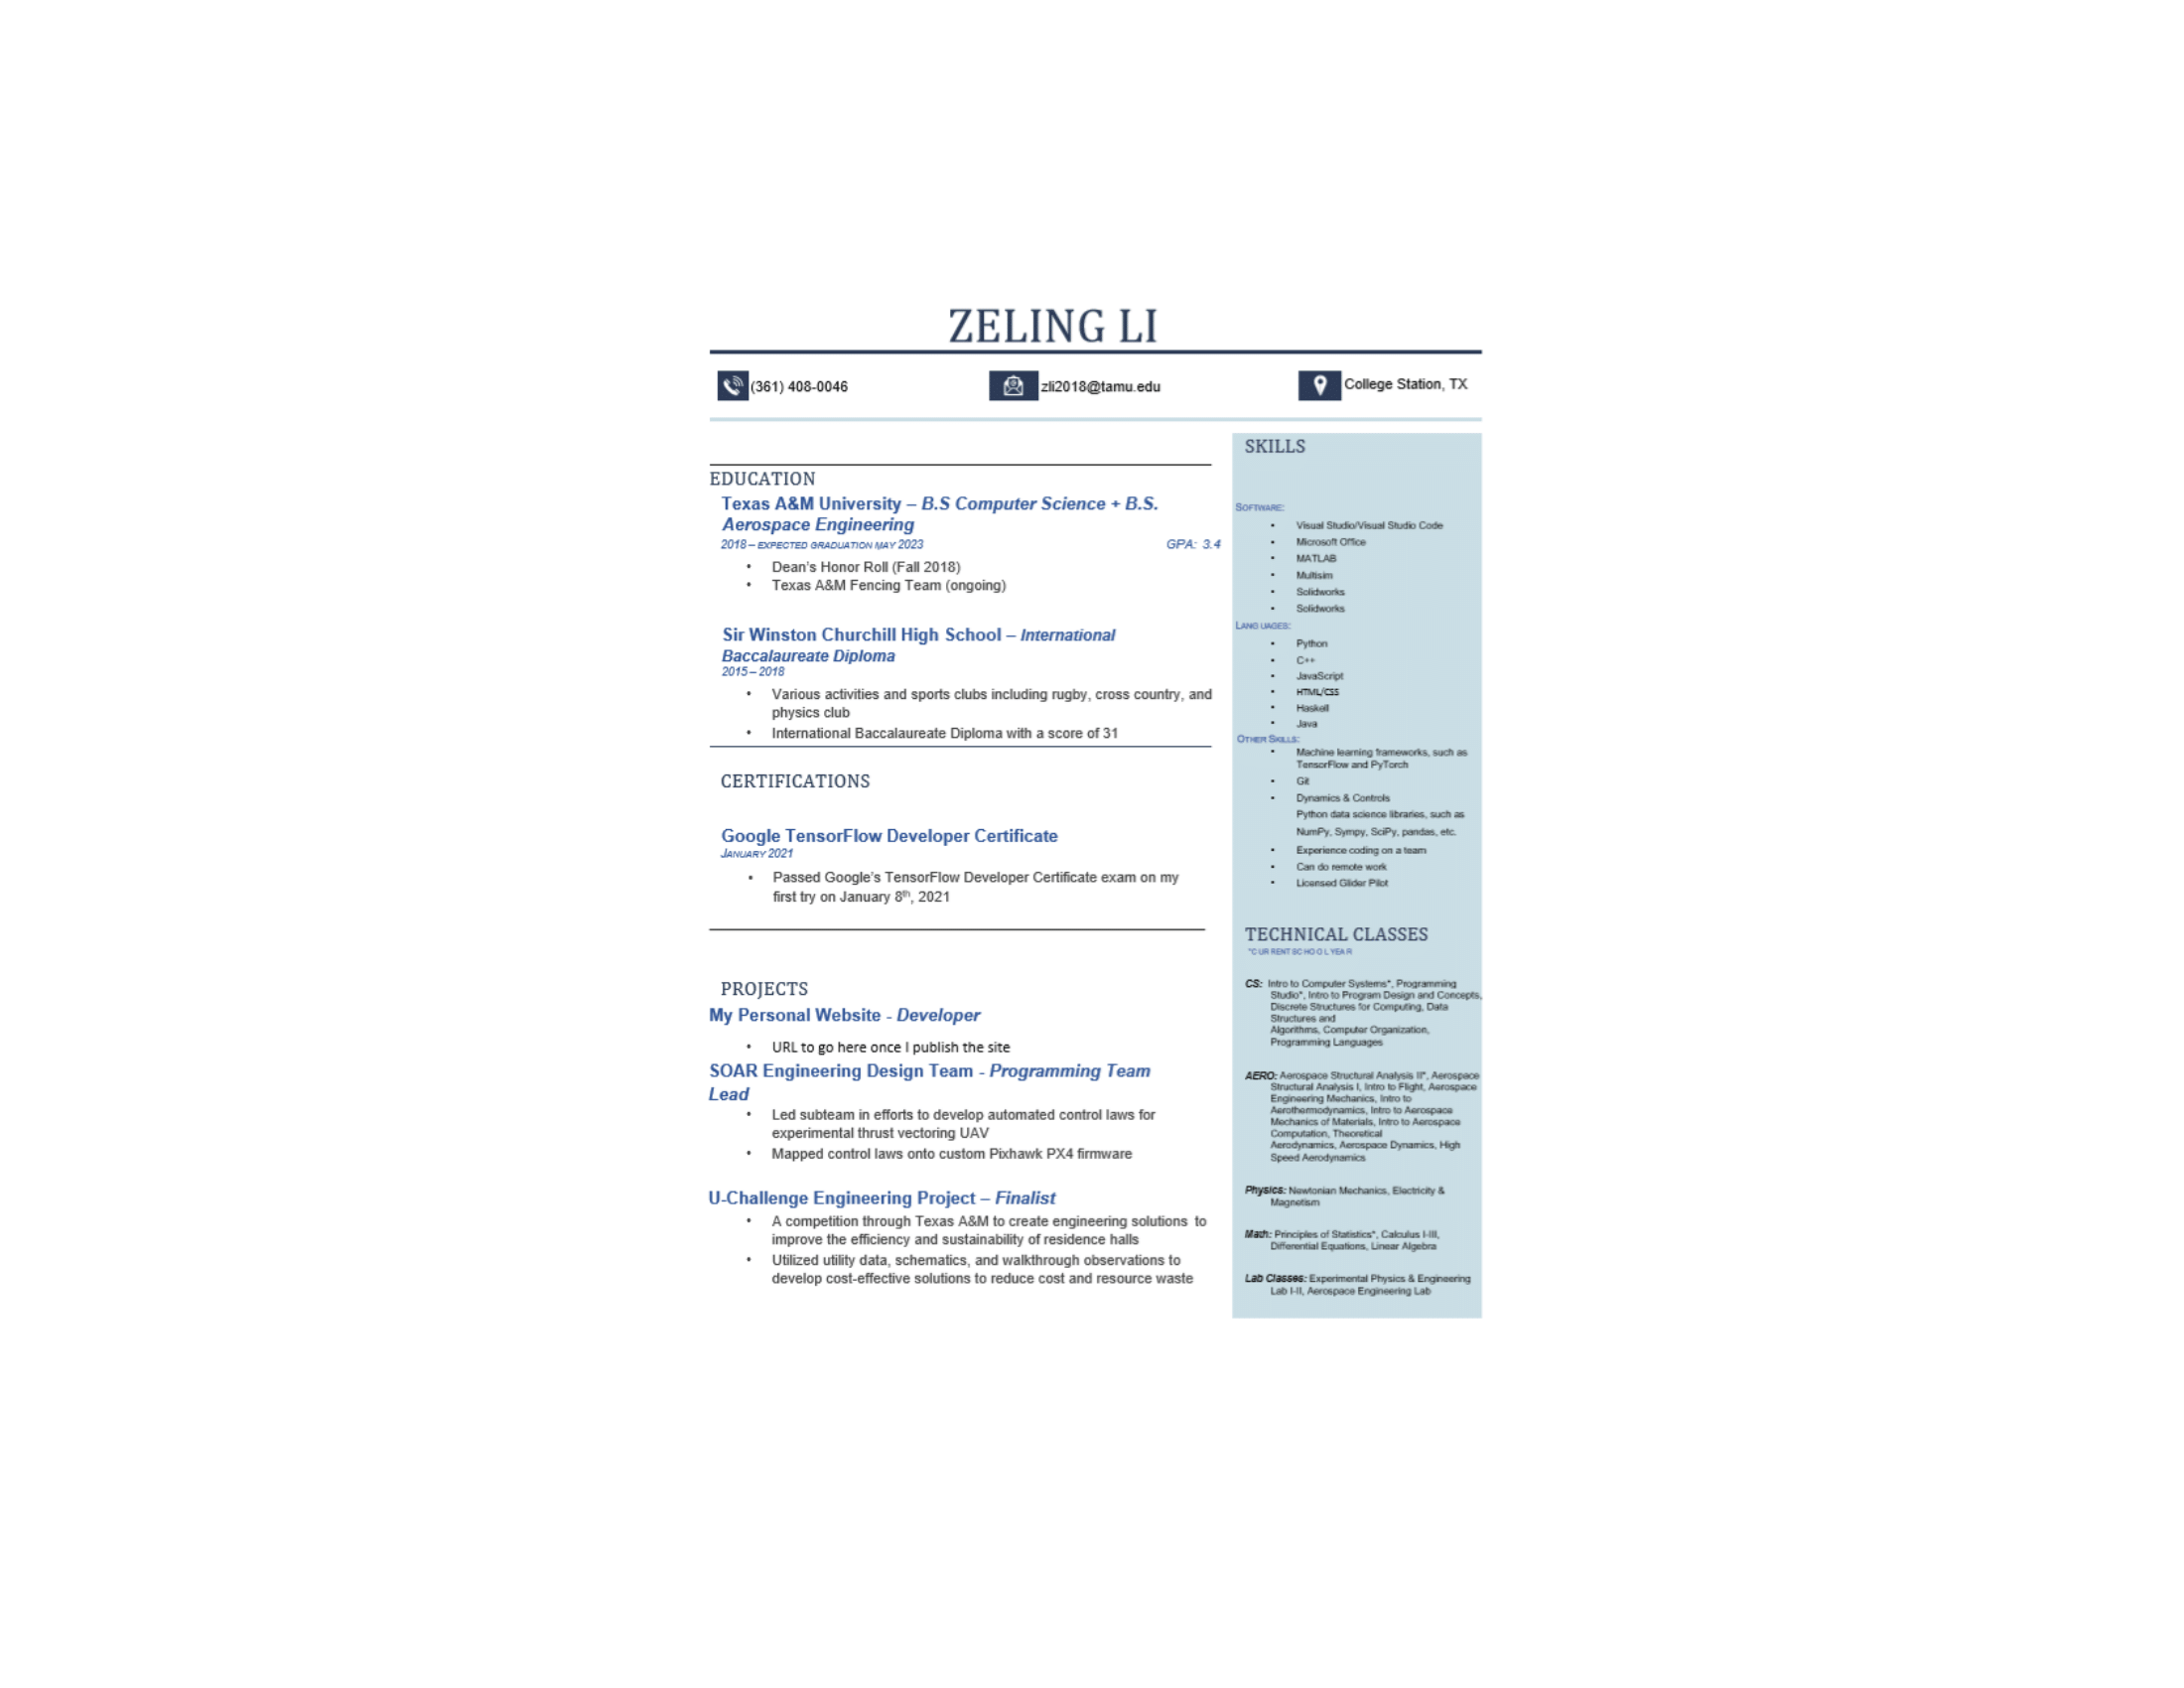 ZELING LI
(361) 408-0046
zli2018@tamu.edu
College Station, TX
EDUCATION
Texas A&M University – B.S Computer Science + B.S.
Aerospace Engineering
2018 – EXPECTED GRADUATION MAY 2023 GPA: 3.4
• Dean's Honor Roll (Fall 2018)
• Texas A&M Fencing Team (ongoing)
Sir Winston Churchill High School – International
Baccalaureate Diploma
2015 – 2018
• Various activities and sports clubs including rugby, cross country, and
physics club
• International Baccalaureate Diploma with a score of 31
CERTIFICATIONS
Google TensorFlow Developer Certificate
JANUARY 2021
• Passed Google's TensorFlow Developer Certificate exam on my
first try on January 8th, 2021
PROJECTS
My Personal Website - Developer
• URL to go here once I publish the site
SOAR Engineering Design Team - Programming Team
Lead
• Led subteam in efforts to develop automated control laws for
experimental thrust vectoring UAV
• Mapped control laws onto custom Pixhawk PX4 firmware
U-Challenge Engineering Project – Finalist
• A competition through Texas A&M to create engineering solutions to
improve the efficiency and sustainability of residence halls
• Utilized utility data, schematics, and walkthrough observations to
develop cost-effective solutions to reduce cost and resource waste
SKILLS
SOFTWARE:
• Visual Studio/Visual Studio Code
• Microsoft Office
• MATLAB
• Multisim
• Solidworks
• Solidworks
LANGUAGES:
• Python
• C++
• JavaScript
• HTML/CSS
• Haskell
• Java
OTHER SKILLS:
• Machine learning frameworks, such as
TensorFlow and PyTorch
• Git
• Dynamics & Controls
Python data science libraries, such as
NumPy, Sympy, SciPy, pandas, etc.
• Experience coding on a team
• Can do remote work
• Licensed Glider Pilot
TECHNICAL CLASSES
*CURRENT SCHOOL YEAR
CS: Intro to Computer Systems*, Programming
Studio*, Intro to Program Design and Concepts,
Discrete Structures for Computing, Data
Structures and
Algorithms, Computer Organization,
Programming Languages
AERO: Aerospace Structural Analysis II*, Aerospace
Structural Analysis I, Intro to Flight, Aerospace
Engineering Mechanics, Intro to
Aerothermodynamics, Intro to Aerospace
Mechanics of Materials, Intro to Aerospace
Computation, Theoretical
Aerodynamics, Aerospace Dynamics, High
Speed Aerodynamics
Physics: Newtonian Mechanics, Electricity &
Magnetism
Math: Principles of Statistics*, Calculus I-III,
Differential Equations, Linear Algebra
Lab Classes: Experimental Physics & Engineering
Lab I-II, Aerospace Engineering Lab